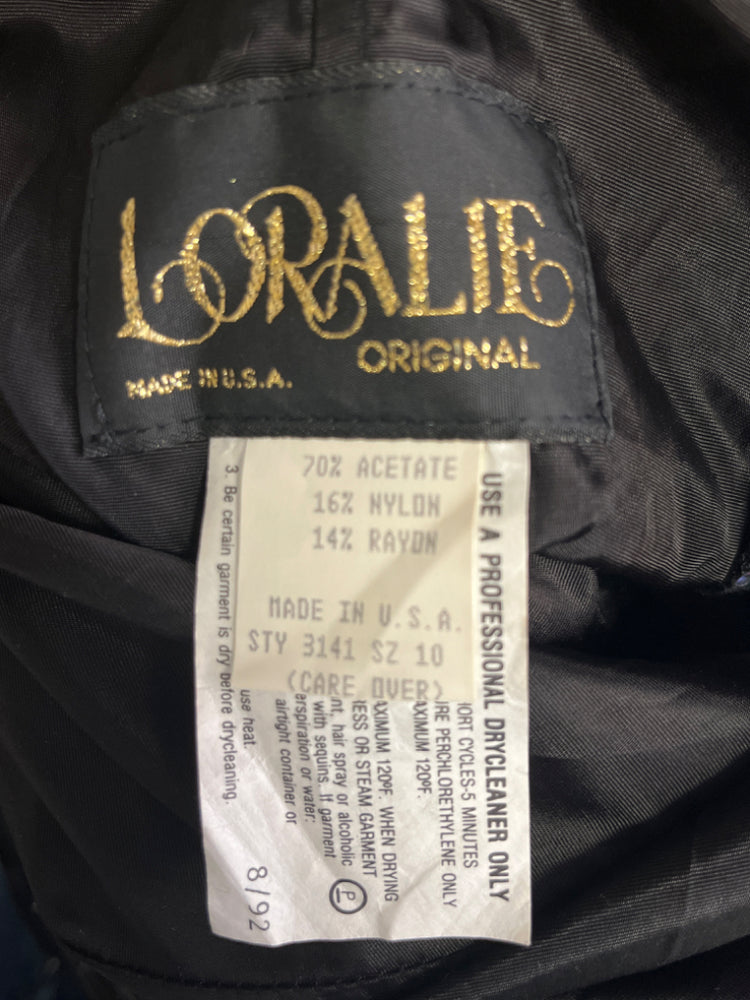 LORALIE
ORIGINAL
MADE IN U.S.A.
70% ACETATE
16% NYLON
14% RAYON
MADE IN U.S.A.
STY 3141 SZ 10
(CARE OVER)
USE A PROFESSIONAL DRYCLEANER ONLY
ORT CYCLES-5 MINUTES
RE PERCHLORETHYLENE ONLY
AXIMUM 120ºF.
AXIMUM 120ºF. WHEN DRYING
ESS OR STEAM GARMENT
nt, hair spray or alcoholic
with sequins. If garment
erspiration or water:
airtight container or
use heat.
3. Be certain garment is dry before drycleaning.
P
8/92